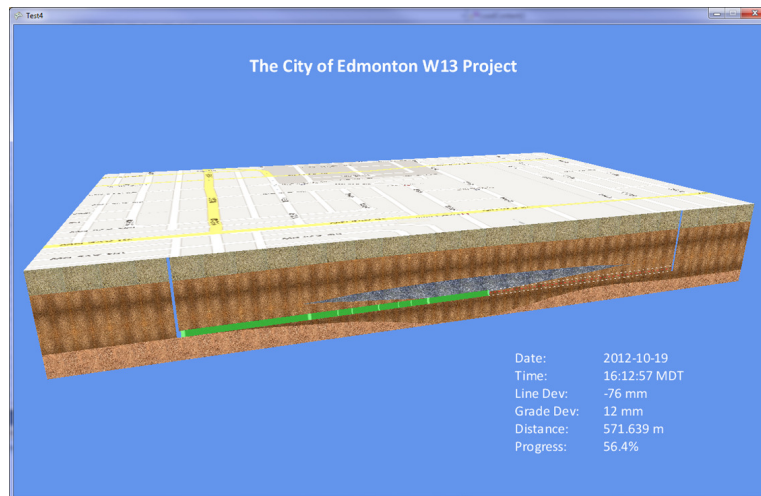 Test4
The City of Edmonton W13 Project
Date: 2012-10-19
Time: 16:12:57 MDT
Line Dev: -76 mm
Grade Dev: 12 mm
Distance: 571.639 m
Progress: 56.4%